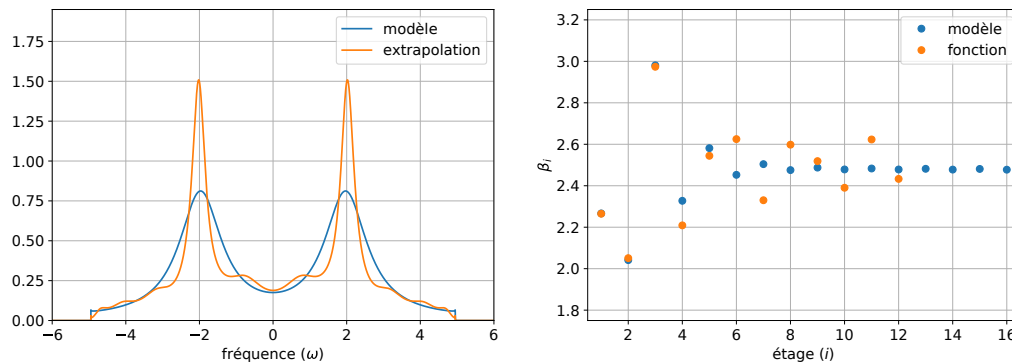 1.75
1.50
1.25
1.00
0.75
0.50
0.25
0.00
−6 −4 −2 0 2 4 6
fréquence (ω)
modèle
extrapolation
3.2
3.0
2.8
2.6
2.4
2.2
2.0
1.8
βi
2 4 6 8 10 12 14 16
étage (i)
modèle
fonction